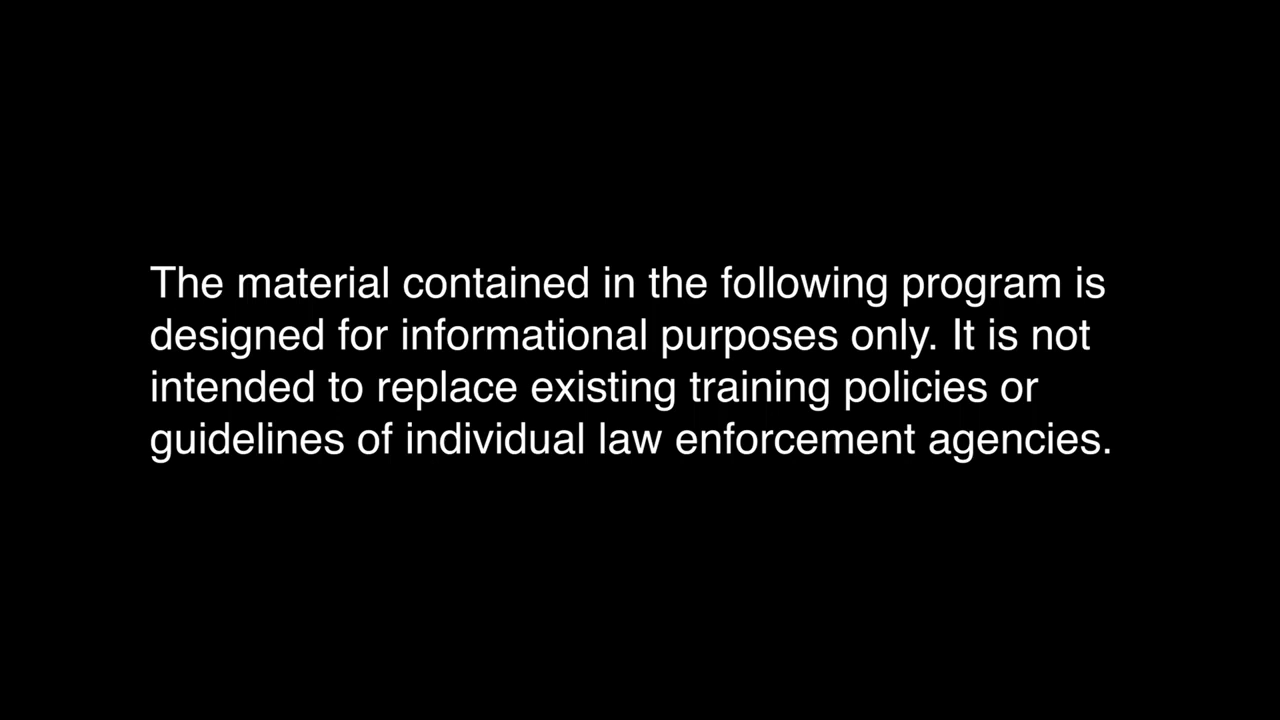 The material contained in the following program is
designed for informational purposes only. It is not
intended to replace existing training policies or
guidelines of individual law enforcement agencies.